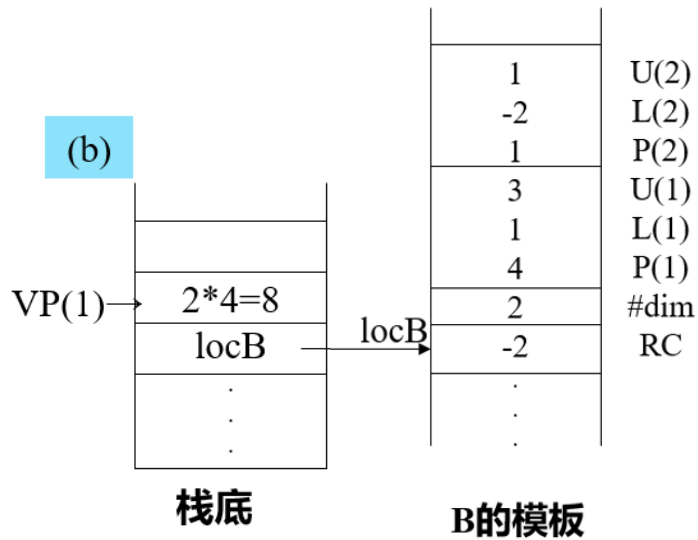 (b)
VP(1)
2*4=8
locB
.
.
.
栈底
locB
1 U(2)
-2 L(2)
1 P(2)
3 U(1)
1 L(1)
4 P(1)
2 #dim
-2 RC
.
.
.
B的模板